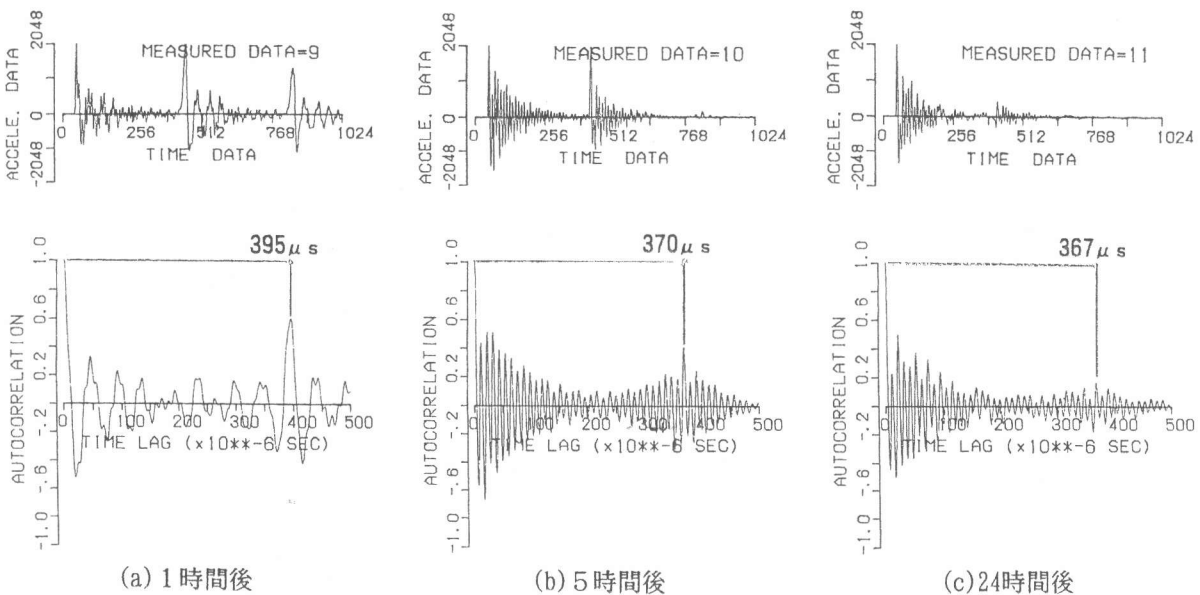 2048
MEASURED DATA=9
0
-2048
ACCELE. DATA
0
256
512
768
1024
TIME DATA
2048
MEASURED DATA=10
0
-2048
ACCELE. DATA
0
256
512
768
1024
TIME DATA
2048
MEASURED DATA=11
0
-2048
ACCELE. DATA
0
256
512
768
1024
TIME DATA
395μs
1.0
0.6
0.2
-.2
-.6
-1.0
AUTOCORRELATION
0
100
200
300
400
500
TIME LAG (x10**-6 SEC)
370μs
1.0
0.6
0.2
-.2
-.6
-1.0
AUTOCORRELATION
0
100
200
300
400
500
TIME LAG (x10**-6 SEC)
367μs
1.0
0.6
0.2
-.2
-.6
-1.0
AUTOCORRELATION
0
100
200
300
400
500
TIME LAG (x10**-6 SEC)
(a)1時間後
(b)5時間後
(c)24時間後